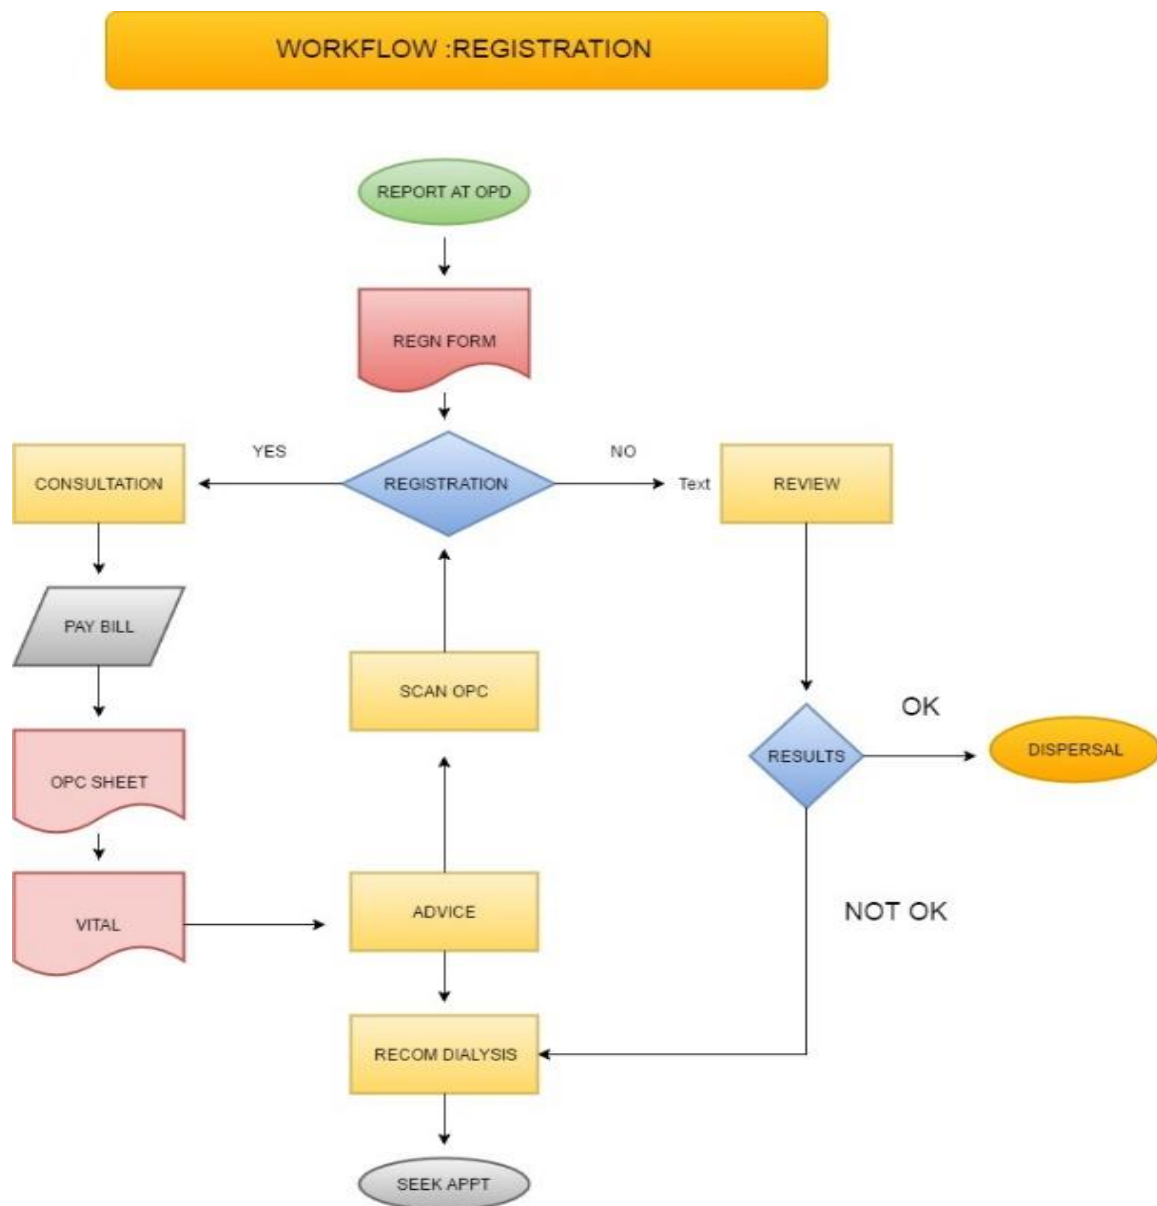 WORKFLOW :REGISTRATION
REPORT AT OPD
REGN FORM
YES
NO
CONSULTATION
REGISTRATION
Text
REVIEW
PAY BILL
SCAN OPC
OK
OPC SHEET
RESULTS
DISPERSAL
VITAL
ADVICE
NOT OK
RECOM DIALYSIS
SEEK APPT